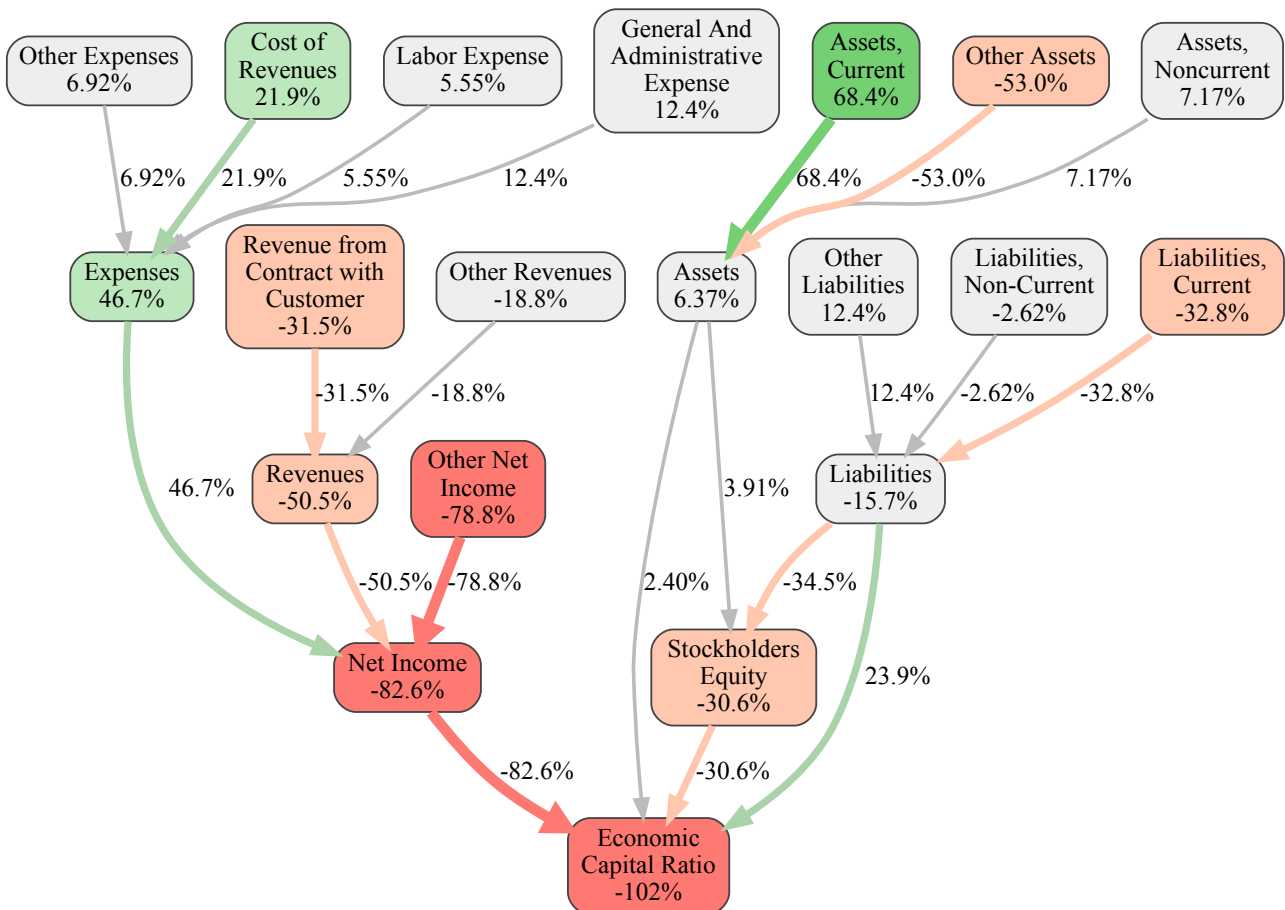 Other Expenses
6.92%
Cost of
Revenues
21.9%
Labor Expense
5.55%
General And
Administrative
Expense
12.4%
Assets,
Current
68.4%
Other Assets
-53.0%
Assets,
Noncurrent
7.17%
6.92%
21.9%
5.55%
12.4%
68.4%
-53.0%
7.17%
Expenses
46.7%
Revenue from
Contract with
Customer
-31.5%
Other Revenues
-18.8%
Assets
6.37%
Other
Liabilities
12.4%
Liabilities,
Non-Current
-2.62%
Liabilities,
Current
-32.8%
-31.5%
-18.8%
12.4%
-2.62%
-32.8%
46.7%
Revenues
-50.5%
Other Net
Income
-78.8%
3.91%
Liabilities
-15.7%
-50.5%
-78.8%
2.40%
-34.5%
Net Income
-82.6%
Stockholders
Equity
-30.6%
23.9%
-82.6%
-30.6%
Economic
Capital Ratio
-102%